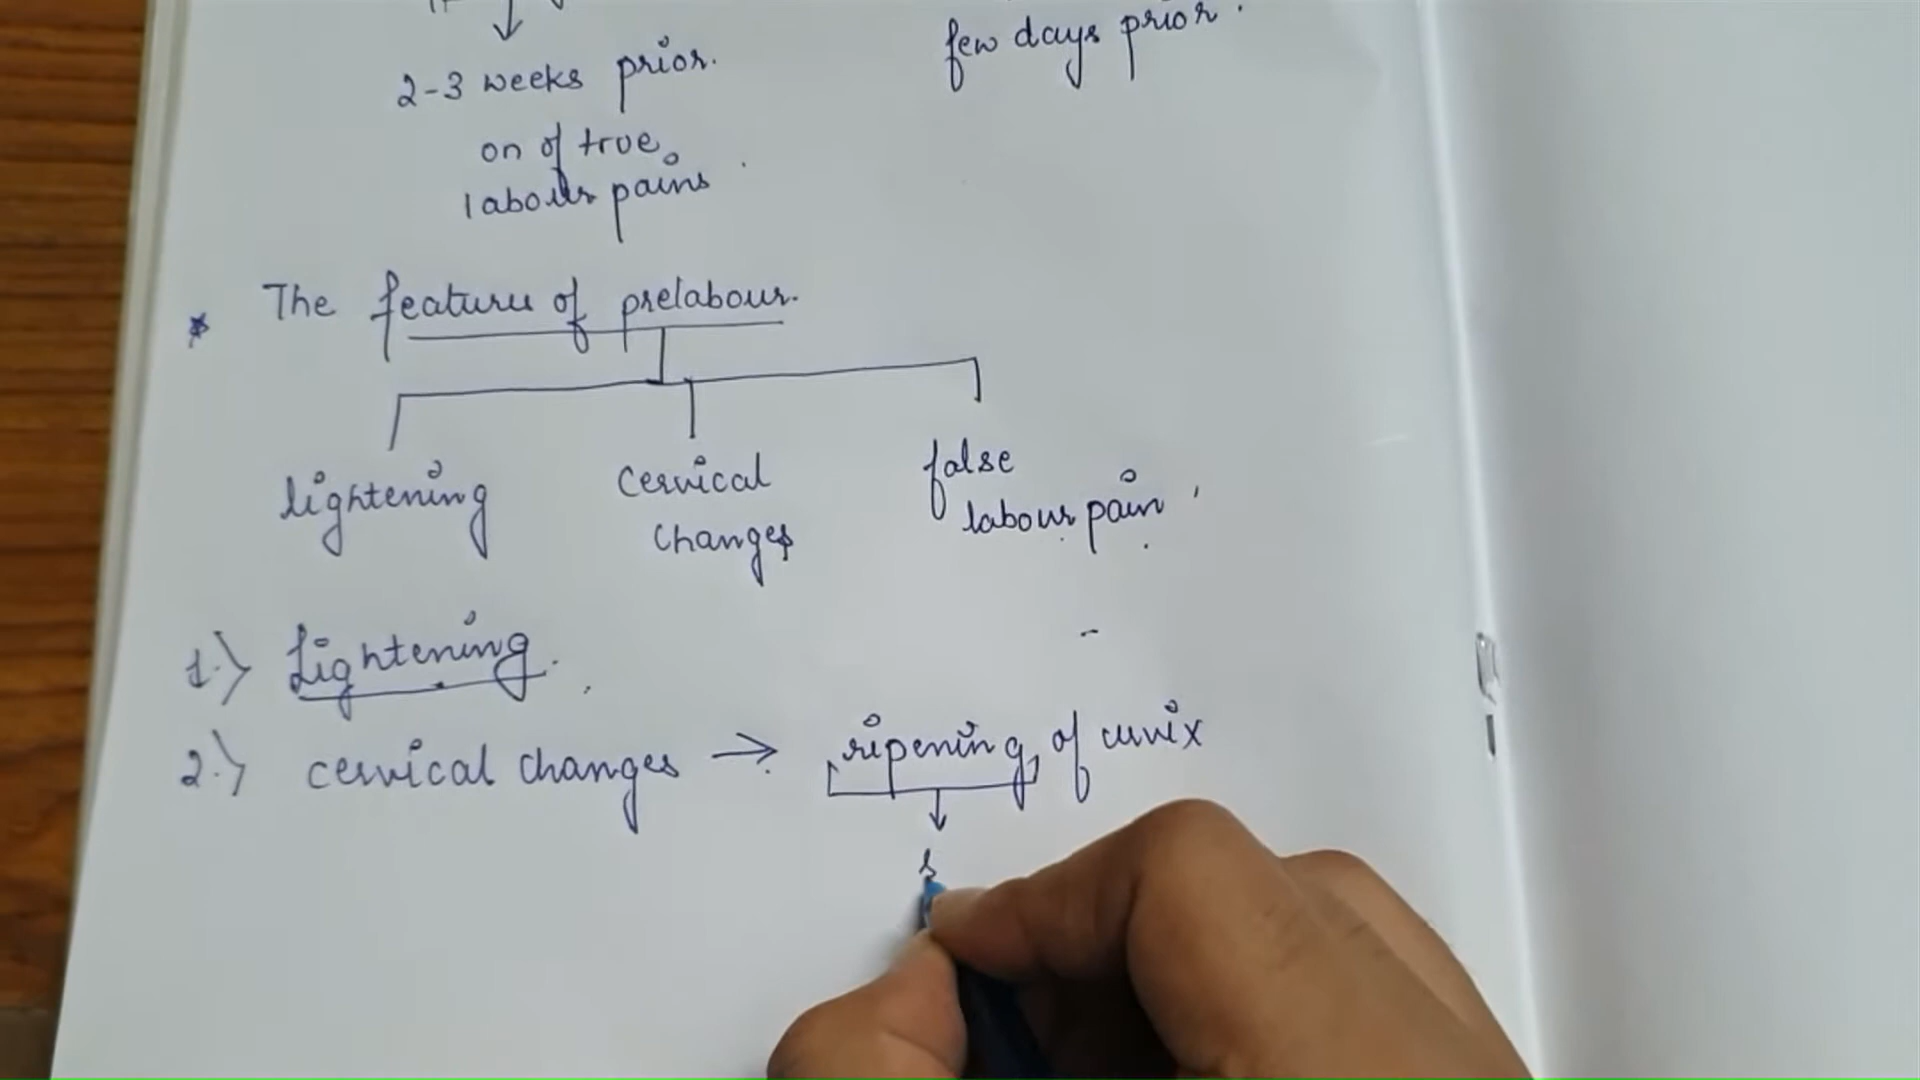 2-3 weeks prior.
on of true
labour pains
few days prior.
* The feature of prelabour.
lightening
cervical
changes
false
labour pain
1.) Lightening.
2.) cervical changes → ripening of cervix
↓
s